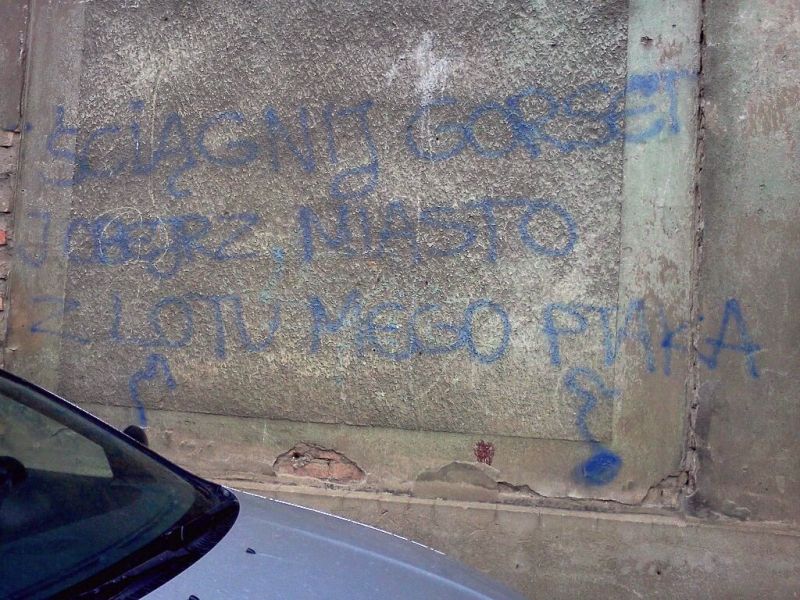 ŚCIĄGNIJ GORSET
I OBEJRZ, MIASTO
Z LOTU MEGO PTAKA
?